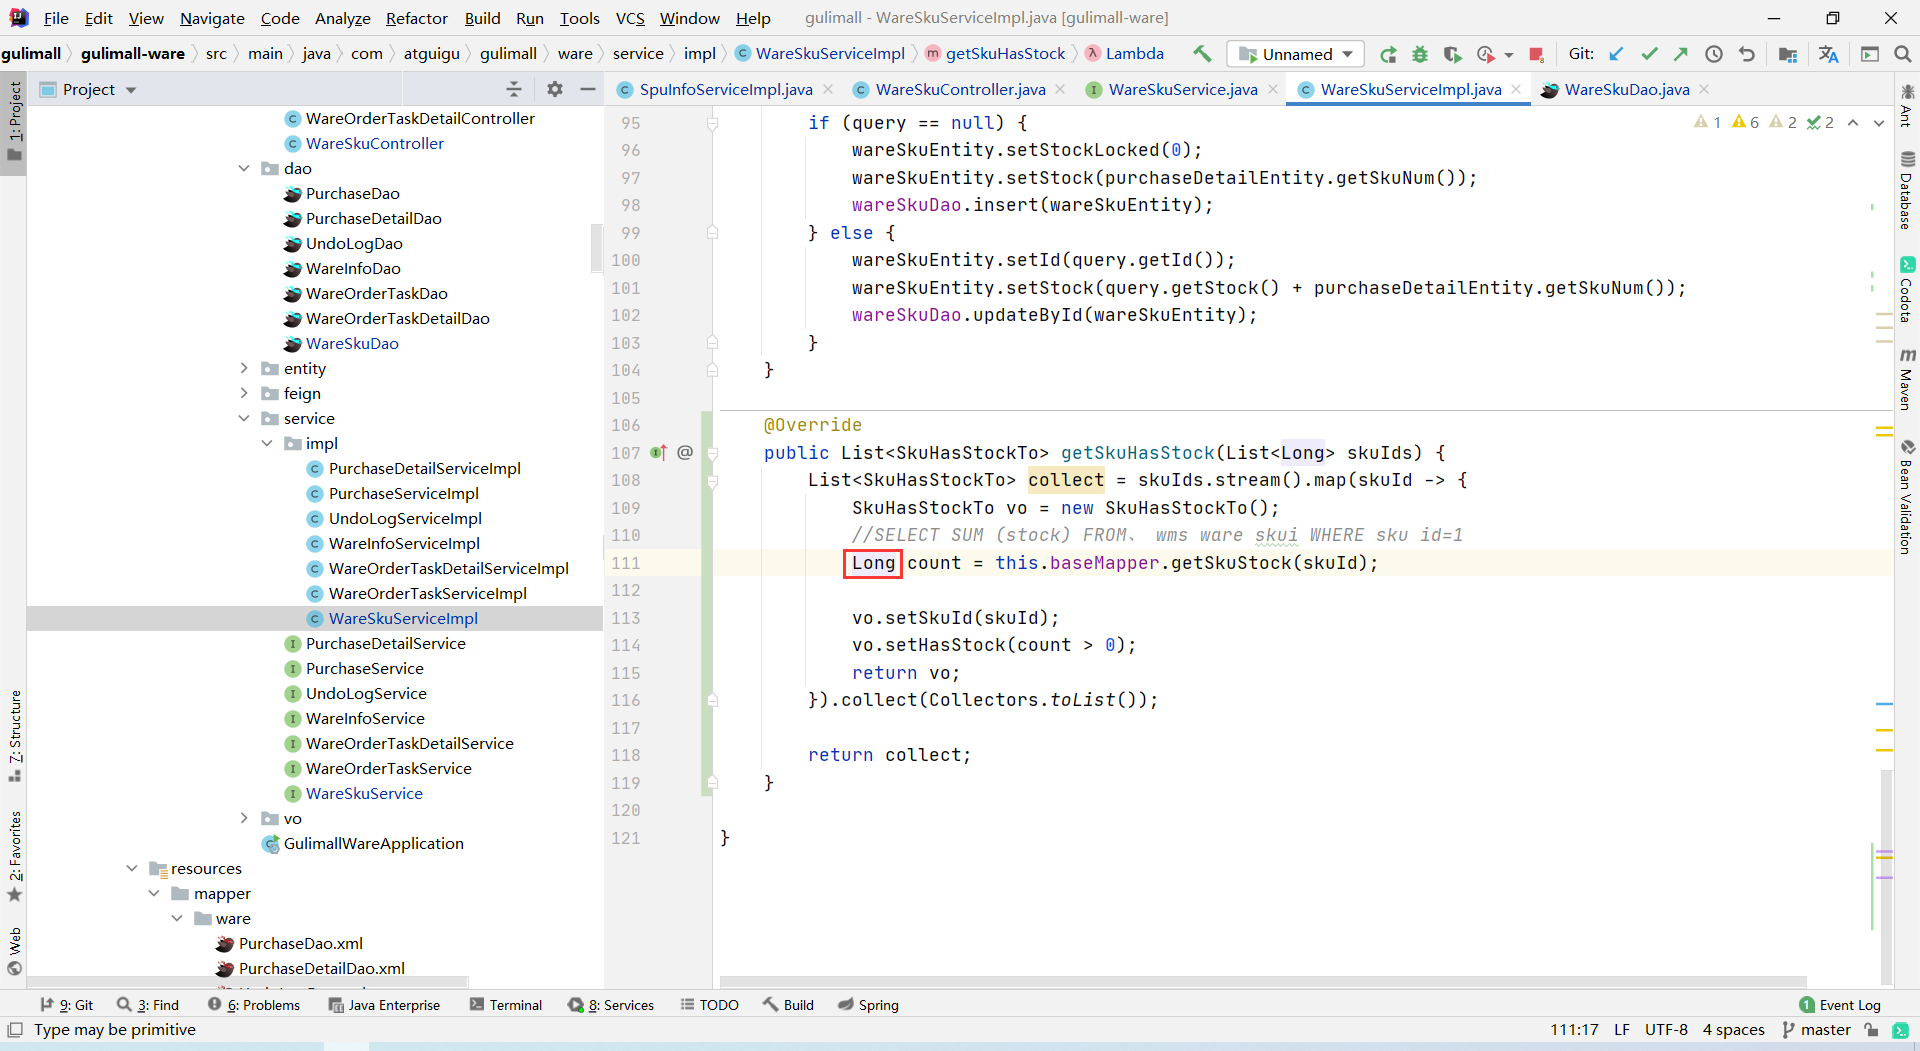 File Edit View Navigate Code Analyze Refactor Build Run Tools VCS Window Help gulimall - WareSkuServiceImpl.java [gulimall-ware]
gulimall gulimall-ware src main java com atguigu gulimall ware service impl WareSkuServiceImpl getSkuHasStock Lambda Unnamed Git:
Project
SpuInfoServiceImpl.java WareSkuController.java WareSkuService.java WareSkuServiceImpl.java WareSkuDao.java
1: Project
7: Structure
2: Favorites
Web
WareOrderTaskDetailController
WareSkuController
dao
PurchaseDao
PurchaseDetailDao
UndoLogDao
WareInfoDao
WareOrderTaskDao
WareOrderTaskDetailDao
WareSkuDao
entity
feign
service
impl
PurchaseDetailServiceImpl
PurchaseServiceImpl
UndoLogServiceImpl
WareInfoServiceImpl
WareOrderTaskDetailServiceImpl
WareOrderTaskServiceImpl
WareSkuServiceImpl
PurchaseDetailService
PurchaseService
UndoLogService
WareInfoService
WareOrderTaskDetailService
WareOrderTaskService
WareSkuService
vo
GulimallWareApplication
resources
mapper
ware
PurchaseDao.xml
PurchaseDetailDao.xml
1 6 2 2
95 if (query == null) {
96 wareSkuEntity.setStockLocked(0);
97 wareSkuEntity.setStock(purchaseDetailEntity.getSkuNum());
98 wareSkuDao.insert(wareSkuEntity);
99 } else {
100 wareSkuEntity.setId(query.getId());
101 wareSkuEntity.setStock(query.getStock() + purchaseDetailEntity.getSkuNum());
102 wareSkuDao.updateById(wareSkuEntity);
103 }
104 }
105
106 @Override
107 @ public List<SkuHasStockTo> getSkuHasStock(List<Long> skuIds) {
108 List<SkuHasStockTo> collect = skuIds.stream().map(skuId -> {
109 SkuHasStockTo vo = new SkuHasStockTo();
110 //SELECT SUM (stock) FROM、 wms ware skui WHERE sku id=1
111 Long count = this.baseMapper.getSkuStock(skuId);
112
113 vo.setSkuId(skuId);
114 vo.setHasStock(count > 0);
115 return vo;
116 }).collect(Collectors.toList());
117
118 return collect;
119 }
120
121 }
Ant
Database
Codota
Maven
Bean Validation
9: Git 3: Find 6: Problems Java Enterprise Terminal 8: Services TODO Build Spring 1 Event Log
Type may be primitive 111:17 LF UTF-8 4 spaces master